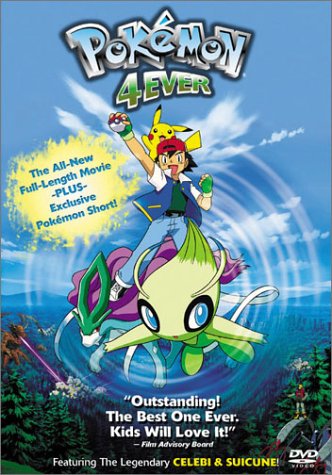 POKéMON
4EVER
The All-New
Full-Length Movie
-PLUS-
Exclusive
Pokémon Short!
"Outstanding!
The Best One Ever.
Kids Will Love It!"
– Film Advisory Board
Featuring The Legendary CELEBI & SUICUNE!
DVD
VIDEO